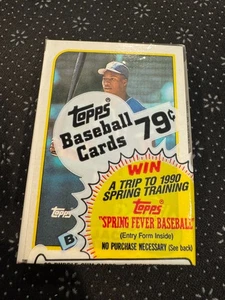 Topps
Baseball
Cards 79¢
WIN
A TRIP TO 1990
SPRING TRAINING
Topps
Topps
"SPRING FEVER BASEBALL"
(Entry Form Inside)
B
NO PURCHASE NECESSARY (See back)